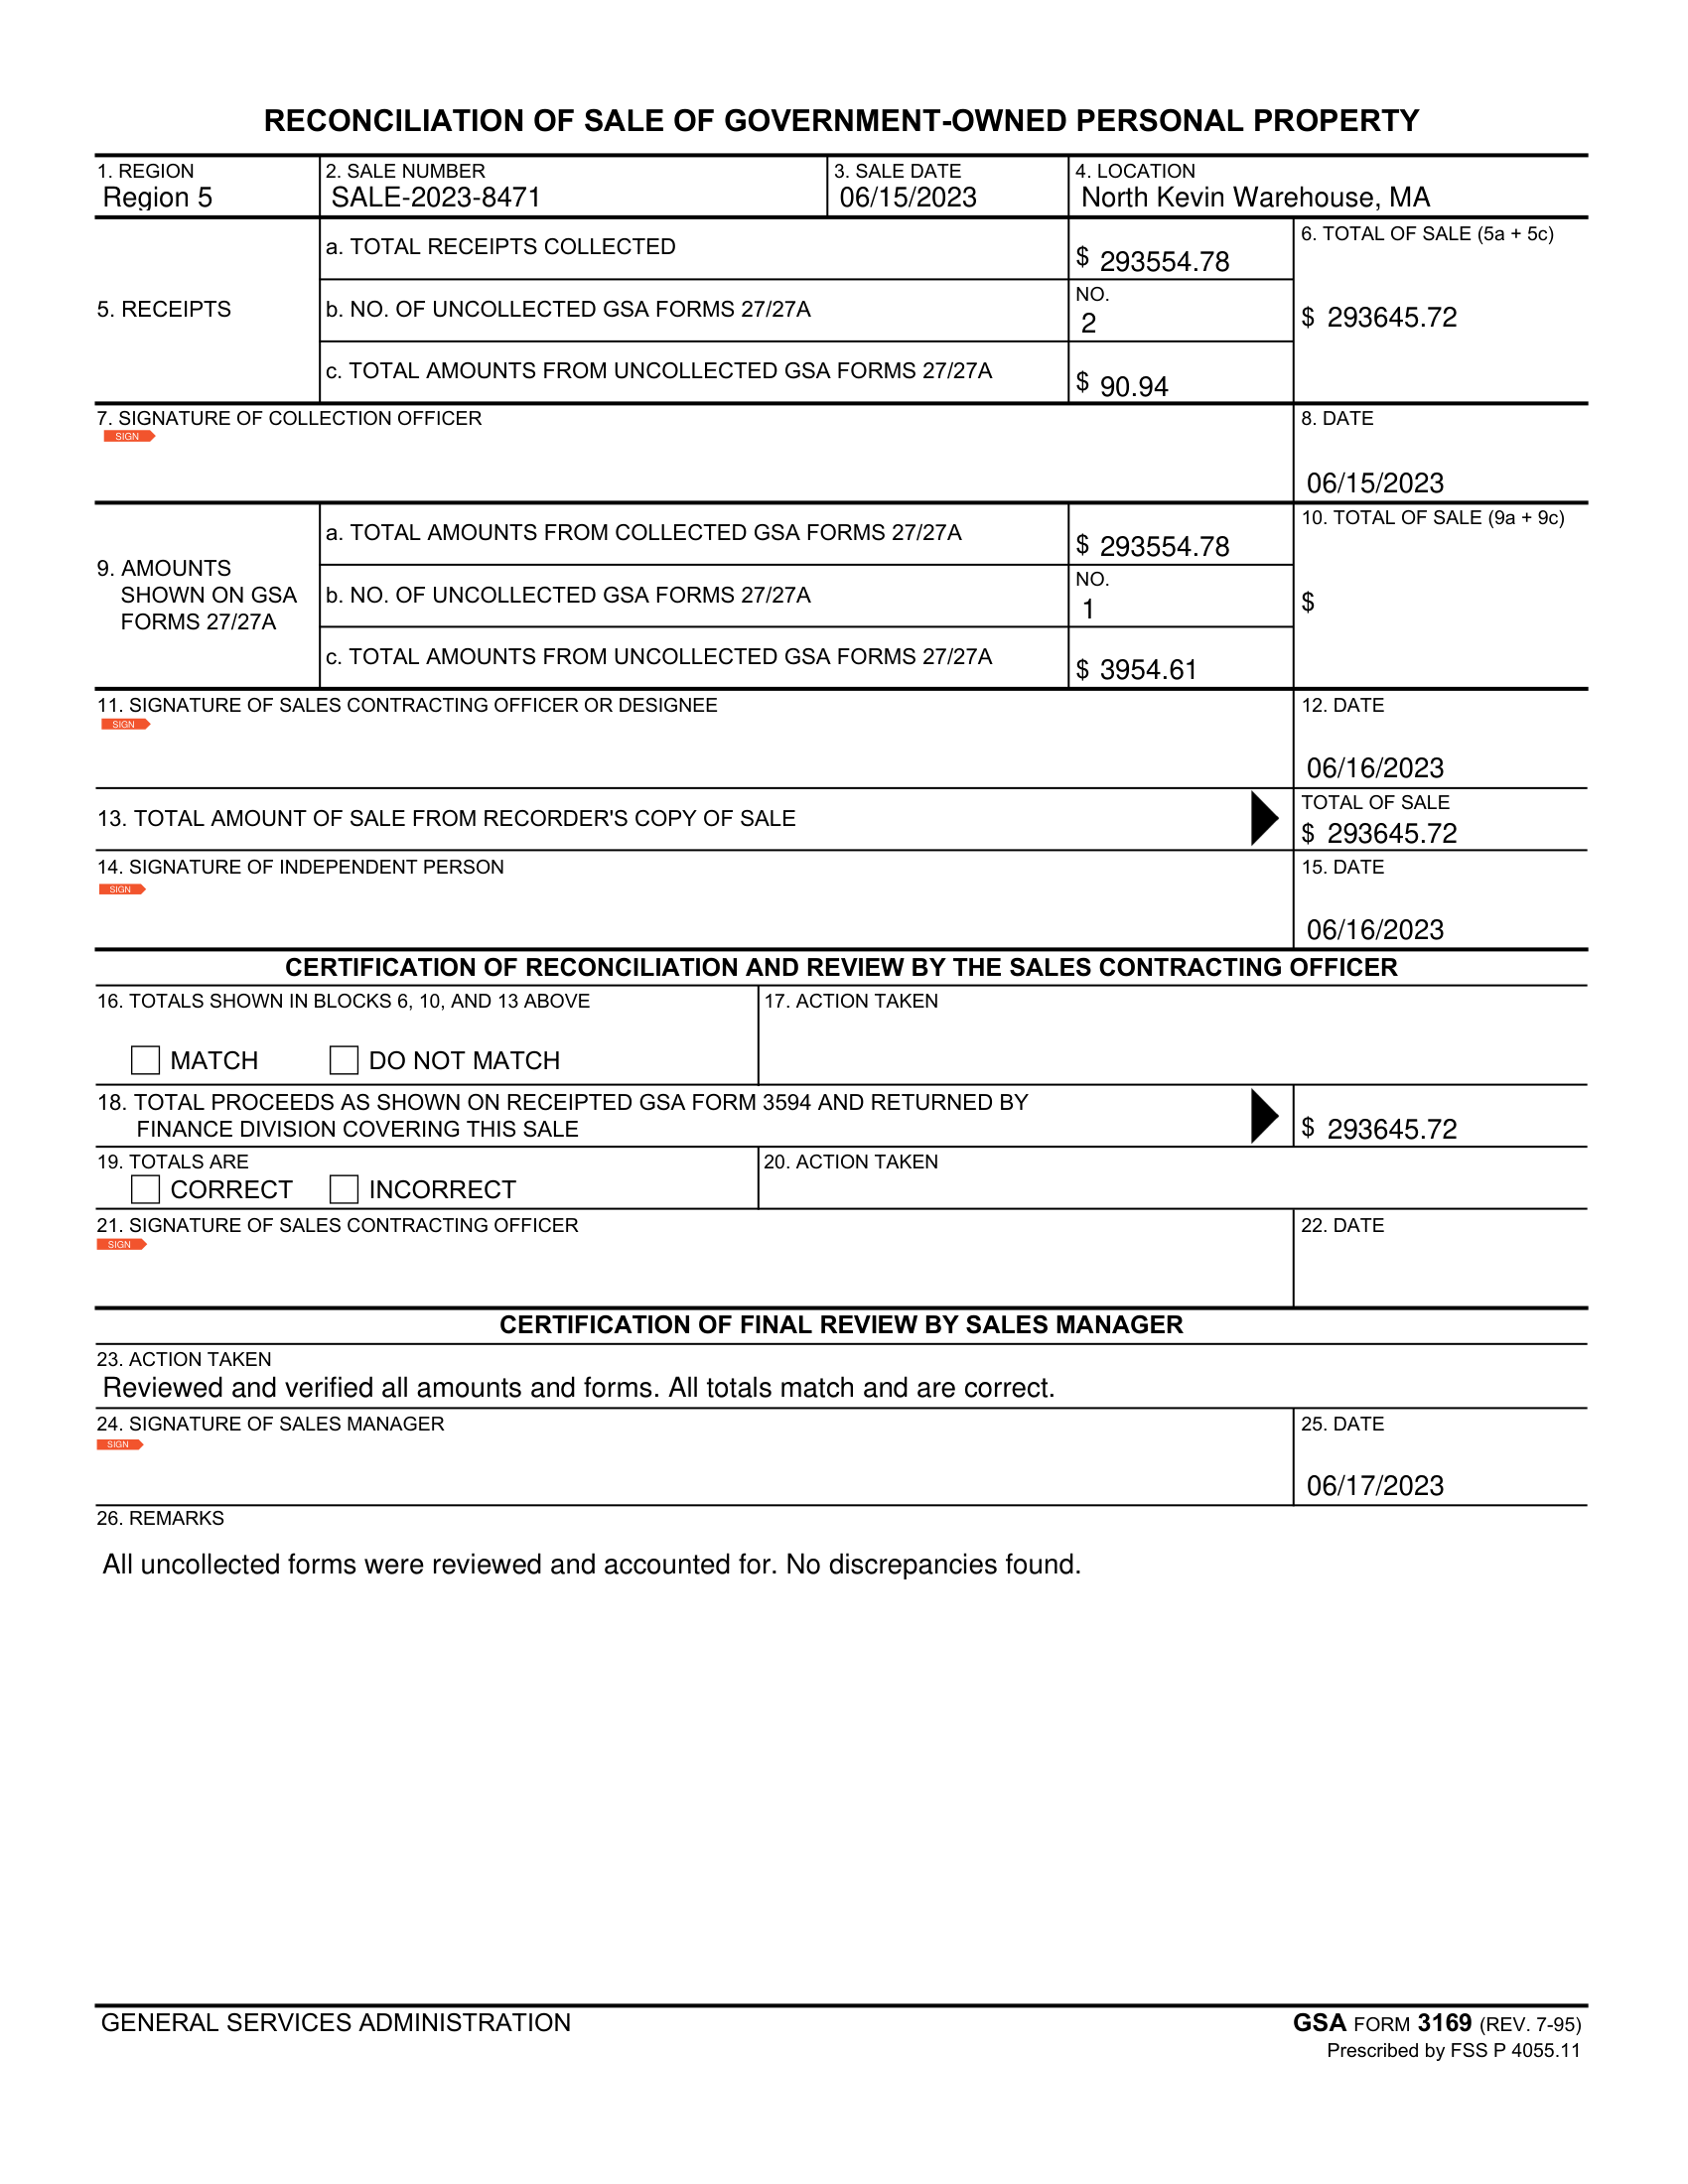 RECONCILIATION OF SALE OF GOVERNMENT-OWNED PERSONAL PROPERTY
1. REGION
Region 5
2. SALE NUMBER
SALE-2023-8471
3. SALE DATE
06/15/2023
4. LOCATION
North Kevin Warehouse, MA
5. RECEIPTS
a. TOTAL RECEIPTS COLLECTED
$ 293554.78
b. NO. OF UNCOLLECTED GSA FORMS 27/27A
NO.
2
c. TOTAL AMOUNTS FROM UNCOLLECTED GSA FORMS 27/27A
$ 90.94
6. TOTAL OF SALE (5a + 5c)
$ 293645.72
7. SIGNATURE OF COLLECTION OFFICER
SIGN
8. DATE
06/15/2023
9. AMOUNTS
SHOWN ON GSA
FORMS 27/27A
a. TOTAL AMOUNTS FROM COLLECTED GSA FORMS 27/27A
$ 293554.78
b. NO. OF UNCOLLECTED GSA FORMS 27/27A
NO.
1
c. TOTAL AMOUNTS FROM UNCOLLECTED GSA FORMS 27/27A
$ 3954.61
10. TOTAL OF SALE (9a + 9c)
$
11. SIGNATURE OF SALES CONTRACTING OFFICER OR DESIGNEE
SIGN
12. DATE
06/16/2023
13. TOTAL AMOUNT OF SALE FROM RECORDER'S COPY OF SALE
TOTAL OF SALE
$ 293645.72
14. SIGNATURE OF INDEPENDENT PERSON
SIGN
15. DATE
06/16/2023
CERTIFICATION OF RECONCILIATION AND REVIEW BY THE SALES CONTRACTING OFFICER
16. TOTALS SHOWN IN BLOCKS 6, 10, AND 13 ABOVE
MATCH DO NOT MATCH
17. ACTION TAKEN
18. TOTAL PROCEEDS AS SHOWN ON RECEIPTED GSA FORM 3594 AND RETURNED BY
FINANCE DIVISION COVERING THIS SALE
$ 293645.72
19. TOTALS ARE
CORRECT INCORRECT
20. ACTION TAKEN
21. SIGNATURE OF SALES CONTRACTING OFFICER
SIGN
22. DATE
CERTIFICATION OF FINAL REVIEW BY SALES MANAGER
23. ACTION TAKEN
Reviewed and verified all amounts and forms. All totals match and are correct.
24. SIGNATURE OF SALES MANAGER
SIGN
25. DATE
06/17/2023
26. REMARKS
All uncollected forms were reviewed and accounted for. No discrepancies found.
GENERAL SERVICES ADMINISTRATION
GSA FORM 3169 (REV. 7-95)
Prescribed by FSS P 4055.11